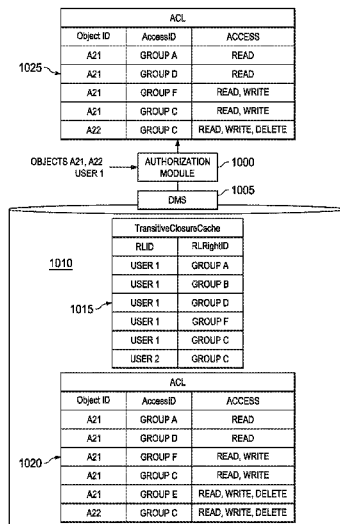 ACL
Object ID AccessID ACCESS
A21 GROUP A READ
1025 A21 GROUP D READ
A21 GROUP F READ, WRITE
A21 GROUP C READ, WRITE
A22 GROUP C READ, WRITE, DELETE
OBJECTS A21, A22
USER 1
AUTHORIZATION
MODULE
1000
DMS
1005
TransitiveClosureCache
1010
RLID RLRightID
USER 1 GROUP A
USER 1 GROUP B
1015 USER 1 GROUP D
USER 1 GROUP F
USER 1 GROUP C
USER 2 GROUP C
ACL
Object ID AccessID ACCESS
A21 GROUP A READ
A21 GROUP D READ
1020 A21 GROUP F READ, WRITE
A21 GROUP C READ, WRITE
A21 GROUP E READ, WRITE, DELETE
A22 GROUP C READ, WRITE, DELETE